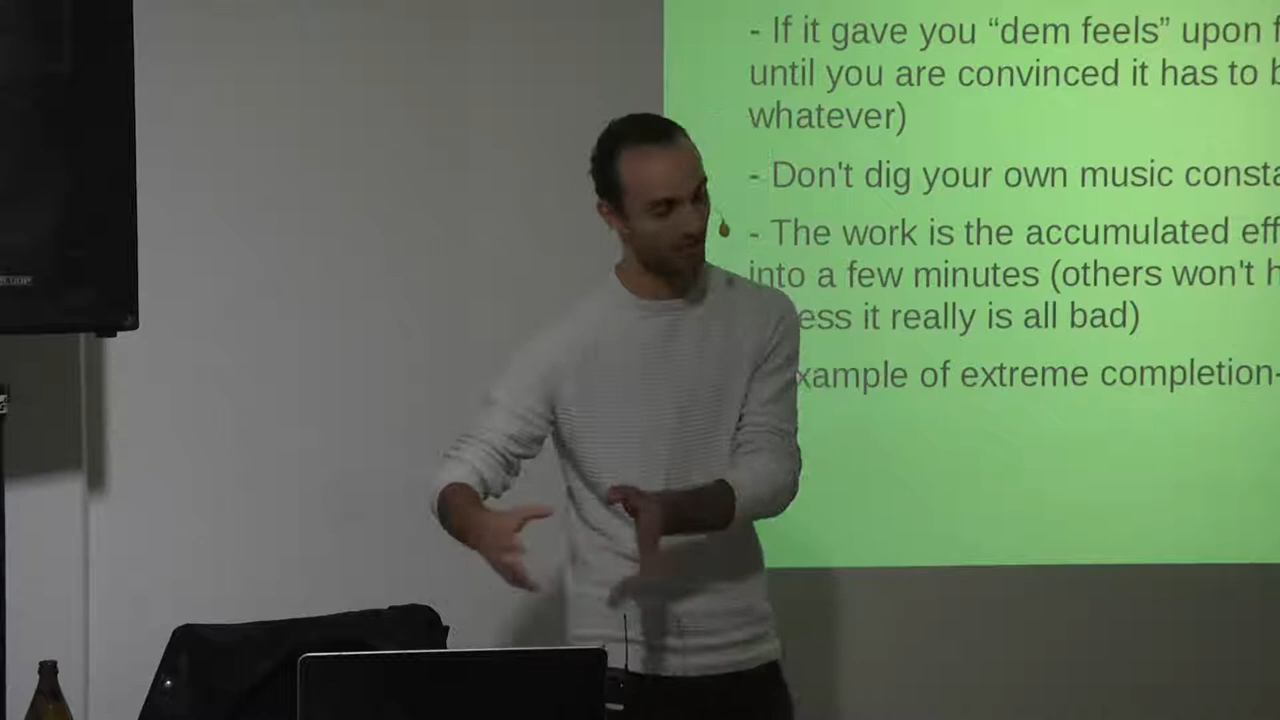 - If it gave you “dem feels” upon f
until you are convinced it has to b
whatever)
- Don't dig your own music consta
- The work is the accumulated eff
into a few minutes (others won't h
ess it really is all bad)
xample of extreme completion-